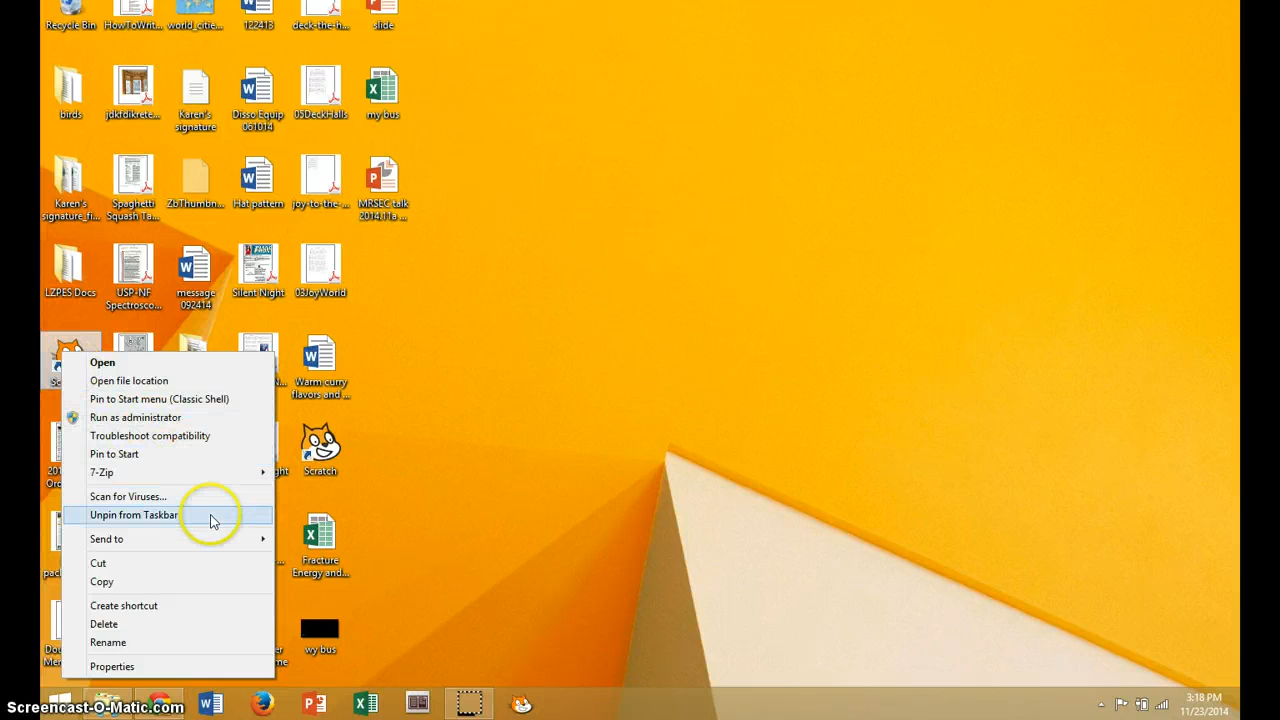 Recycle Bin
HowToWrit...
world_citie...
122413
deck-the-h...
slide
birds
jdkfdikrete...
Karen's
signature
Disso Equip
061014
05DeckHalls
my bus
Karen's
signature_fi...
Spaghetti
Squash Ta...
ZbThumbn...
Hat pattern
joy-to-the-...
MRSEC talk
2014.11a ...
LZPES Docs
USP-NF
Spectrosco...
message
092414
Silent Night
03JoyWorld
Warm curry
flavors and ...
Scratch
Fracture
Energy and...
wy bus
Open
Open file location
Pin to Start menu (Classic Shell)
Run as administrator
Troubleshoot compatibility
Pin to Start
7-Zip
Scan for Viruses...
Unpin from Taskbar
Send to
Cut
Copy
Create shortcut
Delete
Rename
Properties
Screencast-O-Matic.com
3:18 PM
11/23/2014